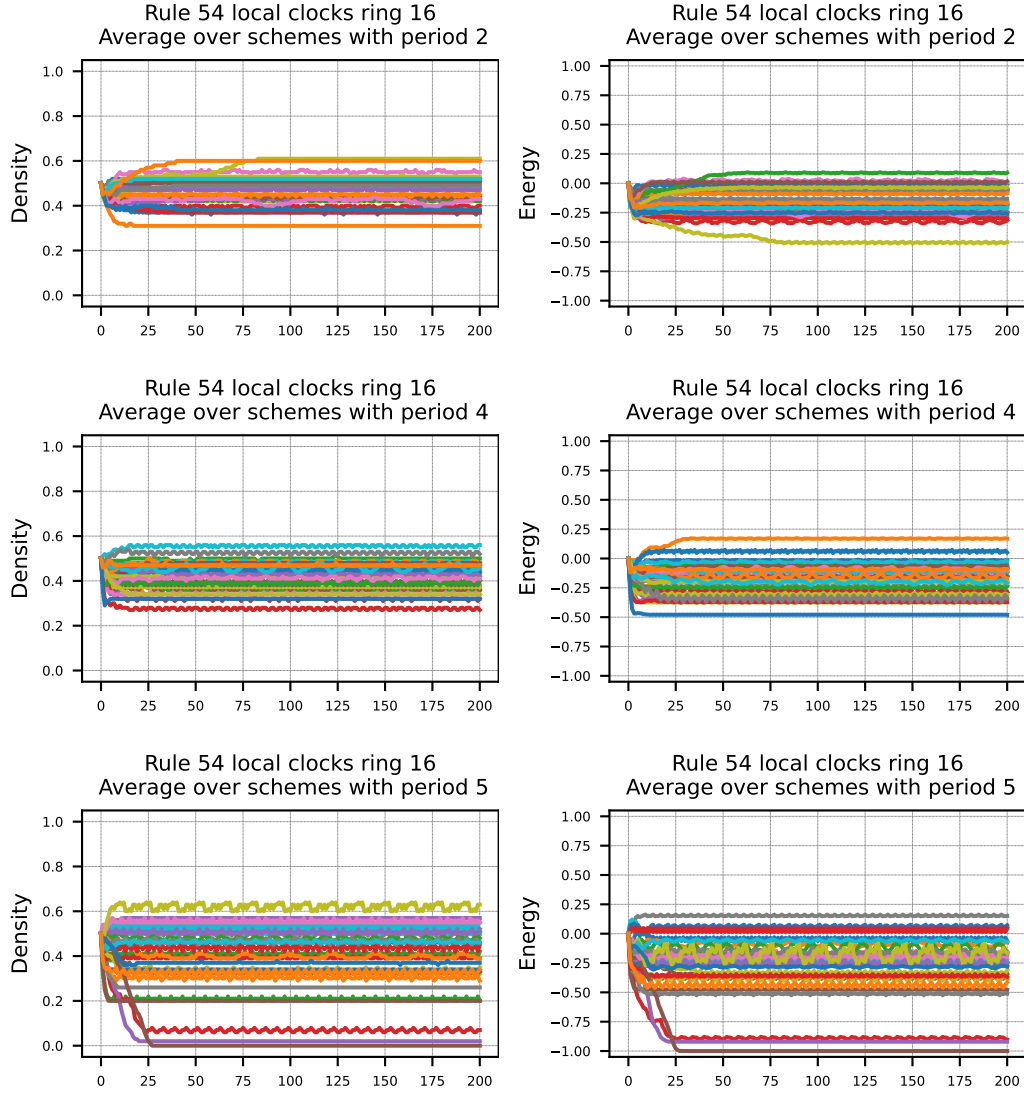 Rule 54 local clocks ring 16
Average over schemes with period 2
Density
1.0
0.8
0.6
0.4
0.2
0.0
0 25 50 75 100 125 150 175 200
Rule 54 local clocks ring 16
Average over schemes with period 2
Energy
1.00
0.75
0.50
0.25
0.00
−0.25
−0.50
−0.75
−1.00
0 25 50 75 100 125 150 175 200
Rule 54 local clocks ring 16
Average over schemes with period 4
Density
1.0
0.8
0.6
0.4
0.2
0.0
0 25 50 75 100 125 150 175 200
Rule 54 local clocks ring 16
Average over schemes with period 4
Energy
1.00
0.75
0.50
0.25
0.00
−0.25
−0.50
−0.75
−1.00
0 25 50 75 100 125 150 175 200
Rule 54 local clocks ring 16
Average over schemes with period 5
Density
1.0
0.8
0.6
0.4
0.2
0.0
0 25 50 75 100 125 150 175 200
Rule 54 local clocks ring 16
Average over schemes with period 5
Energy
1.00
0.75
0.50
0.25
0.00
−0.25
−0.50
−0.75
−1.00
0 25 50 75 100 125 150 175 200